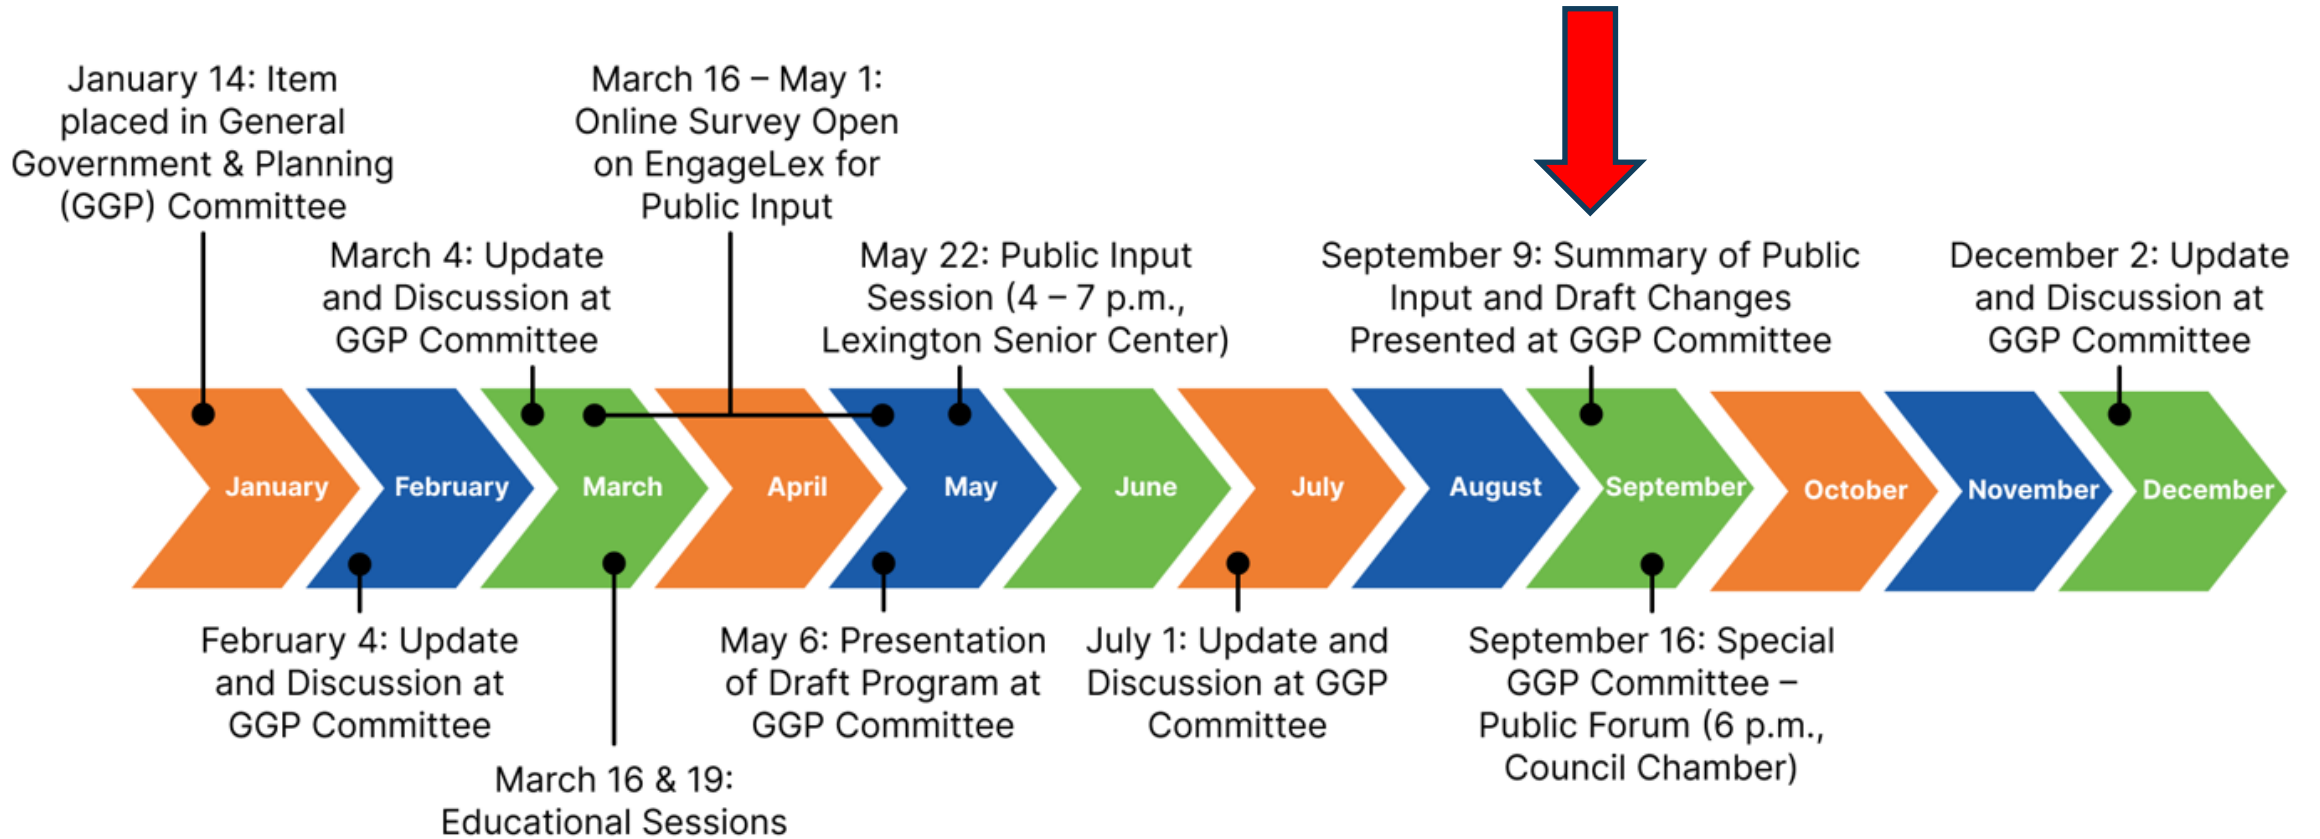 January 14: Item
placed in General
Government & Planning
(GGP) Committee
March 16 – May 1:
Online Survey Open
on EngageLex for
Public Input
March 4: Update
and Discussion at
GGP Committee
May 22: Public Input
Session (4 – 7 p.m.,
Lexington Senior Center)
September 9: Summary of Public
Input and Draft Changes
Presented at GGP Committee
December 2: Update
and Discussion at
GGP Committee
January
February
March
April
May
June
July
August
September
October
November
December
February 4: Update
and Discussion at
GGP Committee
March 16 & 19:
Educational Sessions
May 6: Presentation
of Draft Program at
GGP Committee
July 1: Update and
Discussion at GGP
Committee
September 16: Special
GGP Committee –
Public Forum (6 p.m.,
Council Chamber)